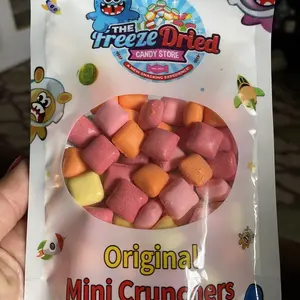 THE
Freeze Dried
CANDY STORE
Original
Mini Crunchers